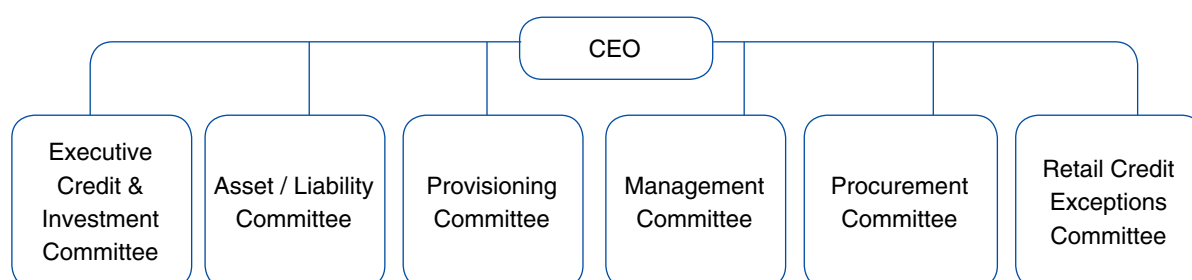 CEO
Executive
Credit &
Investment
Committee
Asset / Liability
Committee
Provisioning
Committee
Management
Committee
Procurement
Committee
Retail Credit
Exceptions
Committee